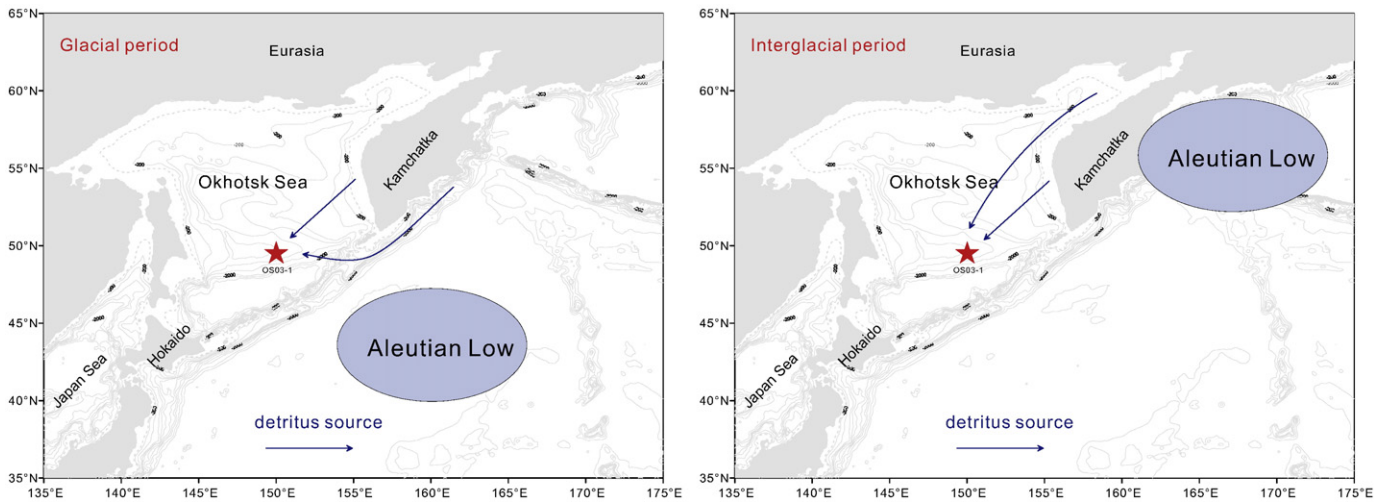 65°N
60°N
55°N
50°N
45°N
40°N
35°N
135°E
140°E
145°E
150°E
155°E
160°E
165°E
170°E
175°E
Glacial period
Eurasia
Okhotsk Sea
Kamchatka
OS03-1
Hokaido
Japan Sea
Aleutian Low
detritus source
65°N
60°N
55°N
50°N
45°N
40°N
35°N
135°E
140°E
145°E
150°E
155°E
160°E
165°E
170°E
175°E
Interglacial period
Eurasia
Okhotsk Sea
Kamchatka
Aleutian Low
OS03-1
Hokaido
Japan Sea
detritus source